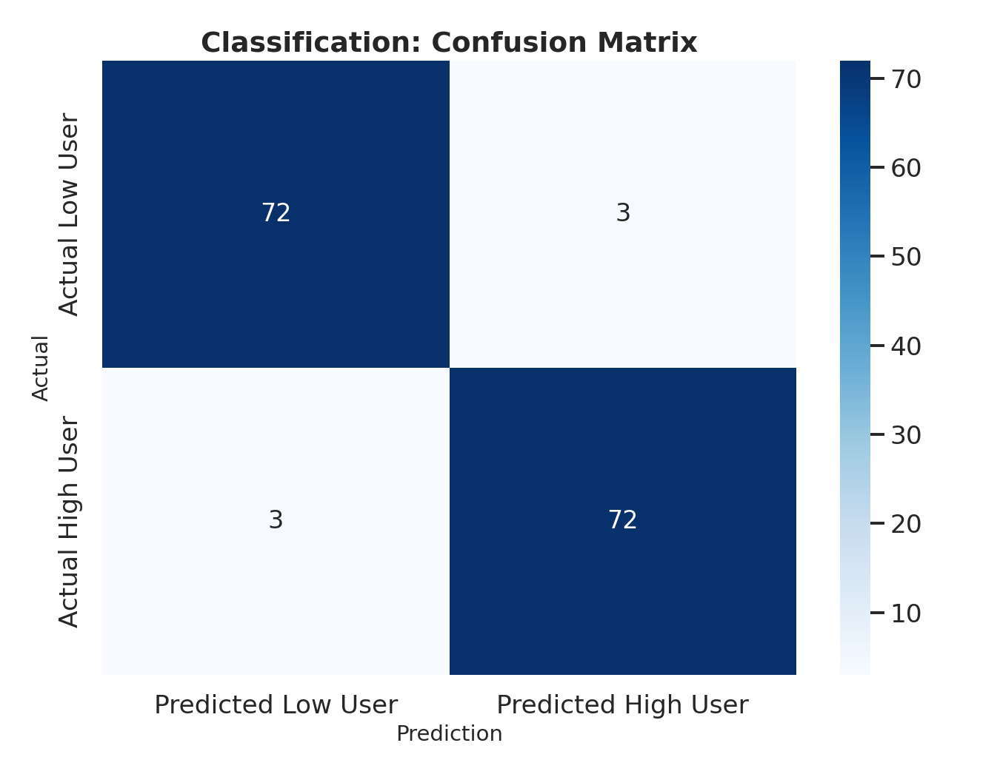 Classification: Confusion Matrix
Actual
Actual Low User
72
3
Actual High User
3
72
Predicted Low User
Predicted High User
Prediction
70
60
50
40
30
20
10